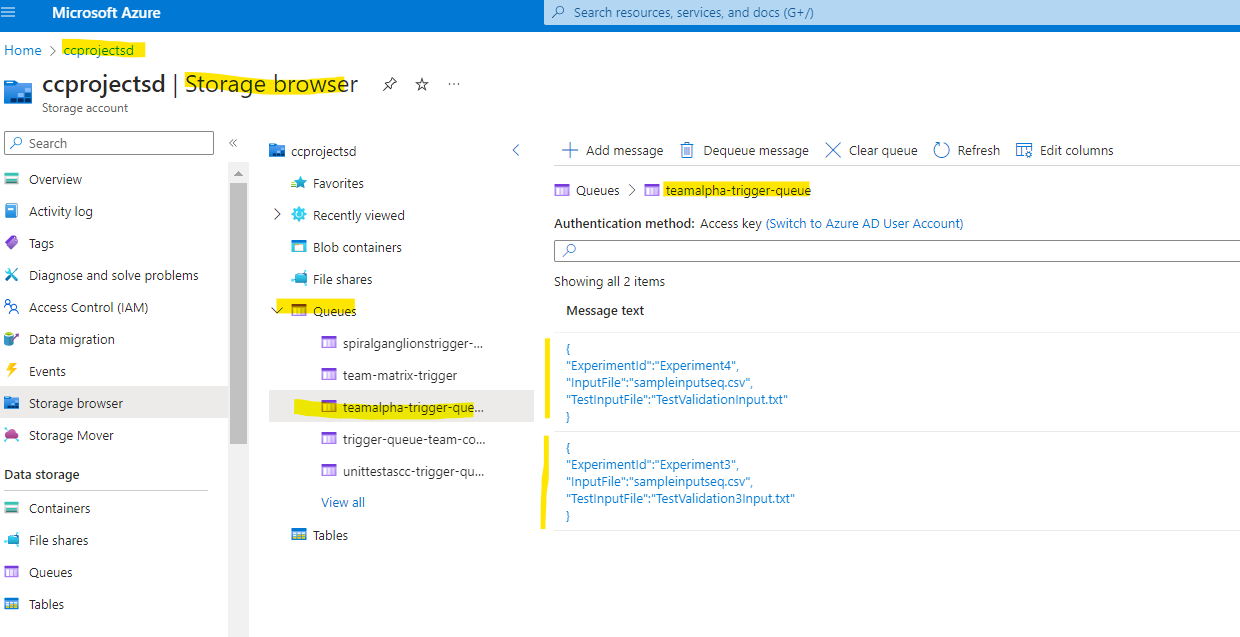 Microsoft Azure
Search resources, services, and docs (G+/)
Home > ccprojectsd
ccprojectsd | Storage browser
Storage account
Search
Overview
Activity log
Tags
Diagnose and solve problems
Access Control (IAM)
Data migration
Events
Storage browser
Storage Mover
Data storage
Containers
File shares
Queues
Tables
ccprojectsd
Favorites
Recently viewed
Blob containers
File shares
Queues
spiralganglionstrigger-...
team-matrix-trigger
teamalpha-trigger-que...
trigger-queue-team-co...
unittestascc-trigger-qu...
View all
Tables
Add message Dequeue message Clear queue Refresh Edit columns
Queues > teamalpha-trigger-queue
Authentication method: Access key (Switch to Azure AD User Account)
Showing all 2 items
Message text
{
"ExperimentId":"Experiment4",
"InputFile":"sampleinputseq.csv",
"TestInputFile":"TestValidationInput.txt"
}
{
"ExperimentId":"Experiment3",
"InputFile":"sampleinputseq.csv",
"TestInputFile":"TestValidation3Input.txt"
}